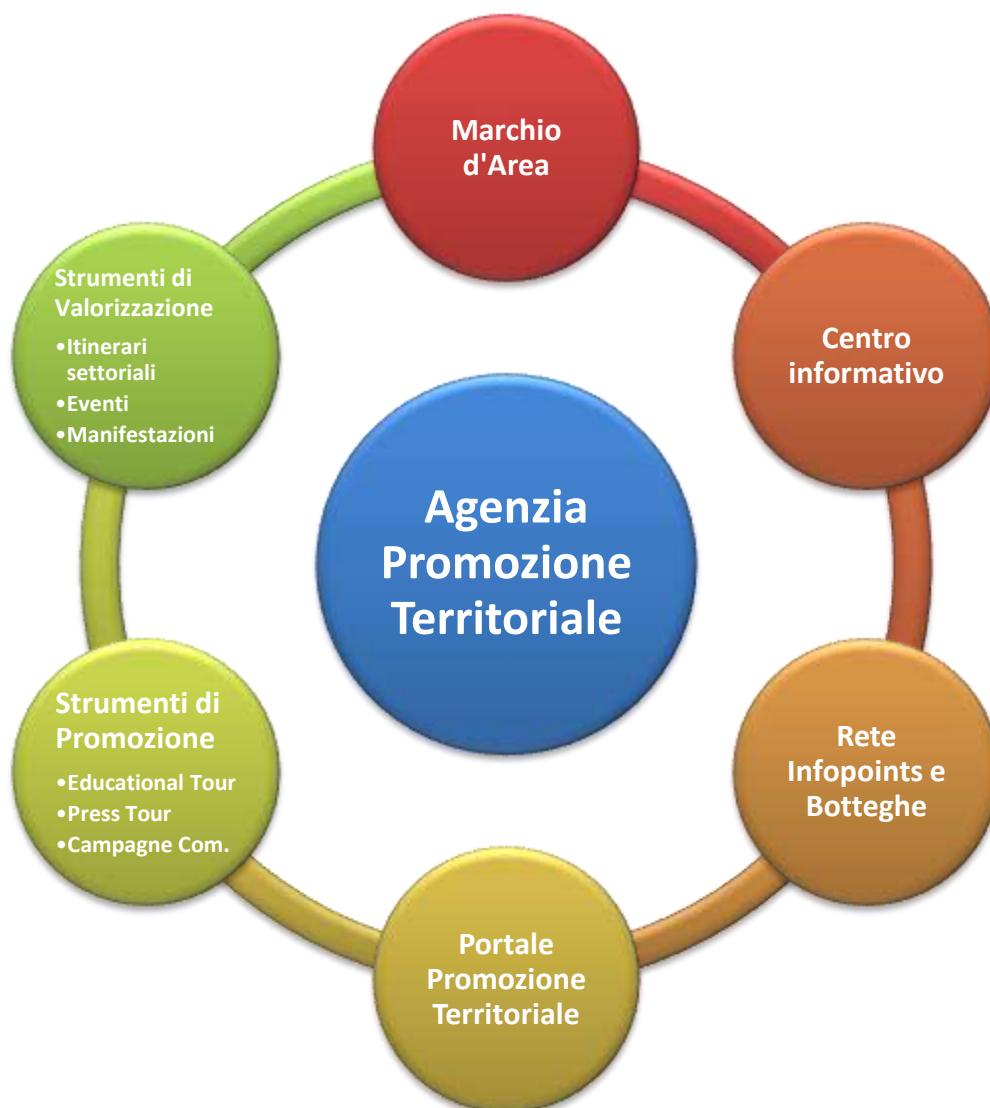 Marchio
d'Area
Centro
informativo
Rete
Infopoints e
Botteghe
Portale
Promozione
Territoriale
Strumenti di
Promozione
•Educational Tour
•Press Tour
•Campagne Com.
Strumenti di
Valorizzazione
•Itinerari
settoriali
•Eventi
•Manifestazioni
Agenzia
Promozione
Territoriale